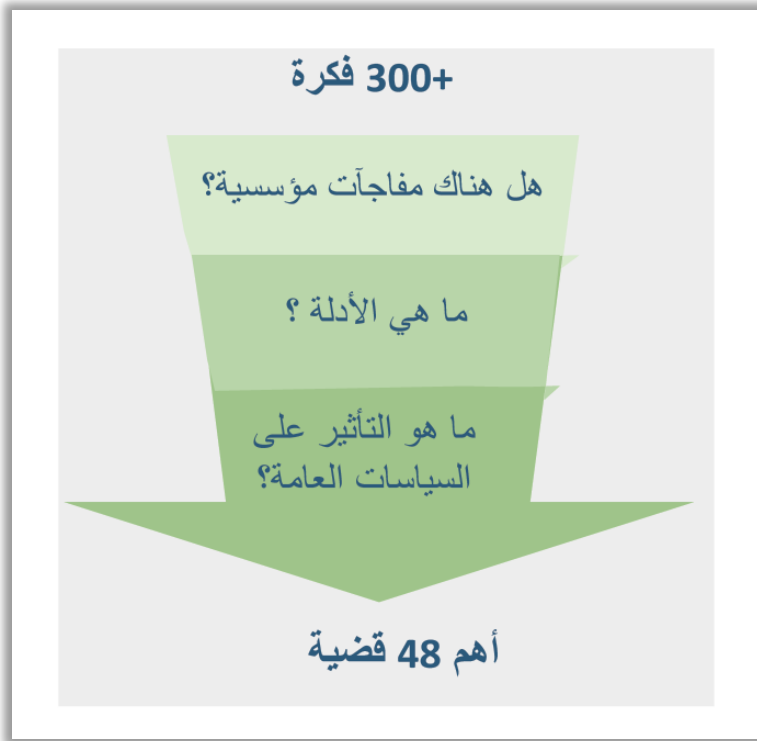 +300 فكرة
هل هناك مفاجآت مؤسسية؟
ما هي الأدلة ؟
ما هو التأثير على
السياسات العامة؟
أهم 48 قضية